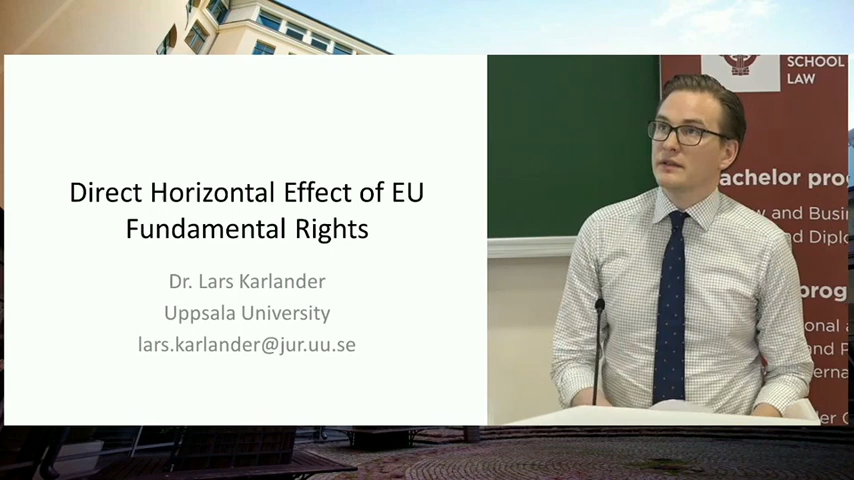 Direct Horizontal Effect of EU
Fundamental Rights
Dr. Lars Karlander
Uppsala University
lars.karlander@jur.uu.se
SCHOOL
LAW